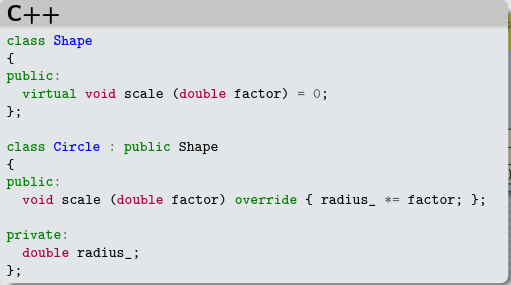 C++
class Shape
{
public:
  virtual void scale (double factor) = 0;
};
class Circle : public Shape
{
public:
  void scale (double factor) override { radius_ *= factor; };
private:
  double radius_;
};